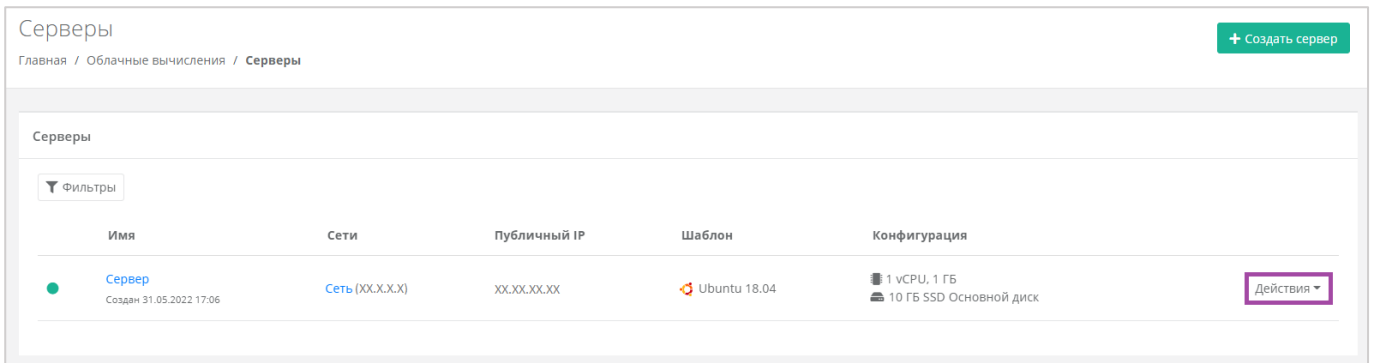 Серверы
+ Создать сервер
Главная / Облачные вычисления / Серверы
Серверы
Фильтры
Имя Сети Публичный IP Шаблон Конфигурация
Сервер Сеть (XX.X.X.X) XX.XX.XX.XX Ubuntu 18.04 1 vCPU, 1 ГБ Действия
Создан 31.05.2022 17:06 10 ГБ SSD Основной диск